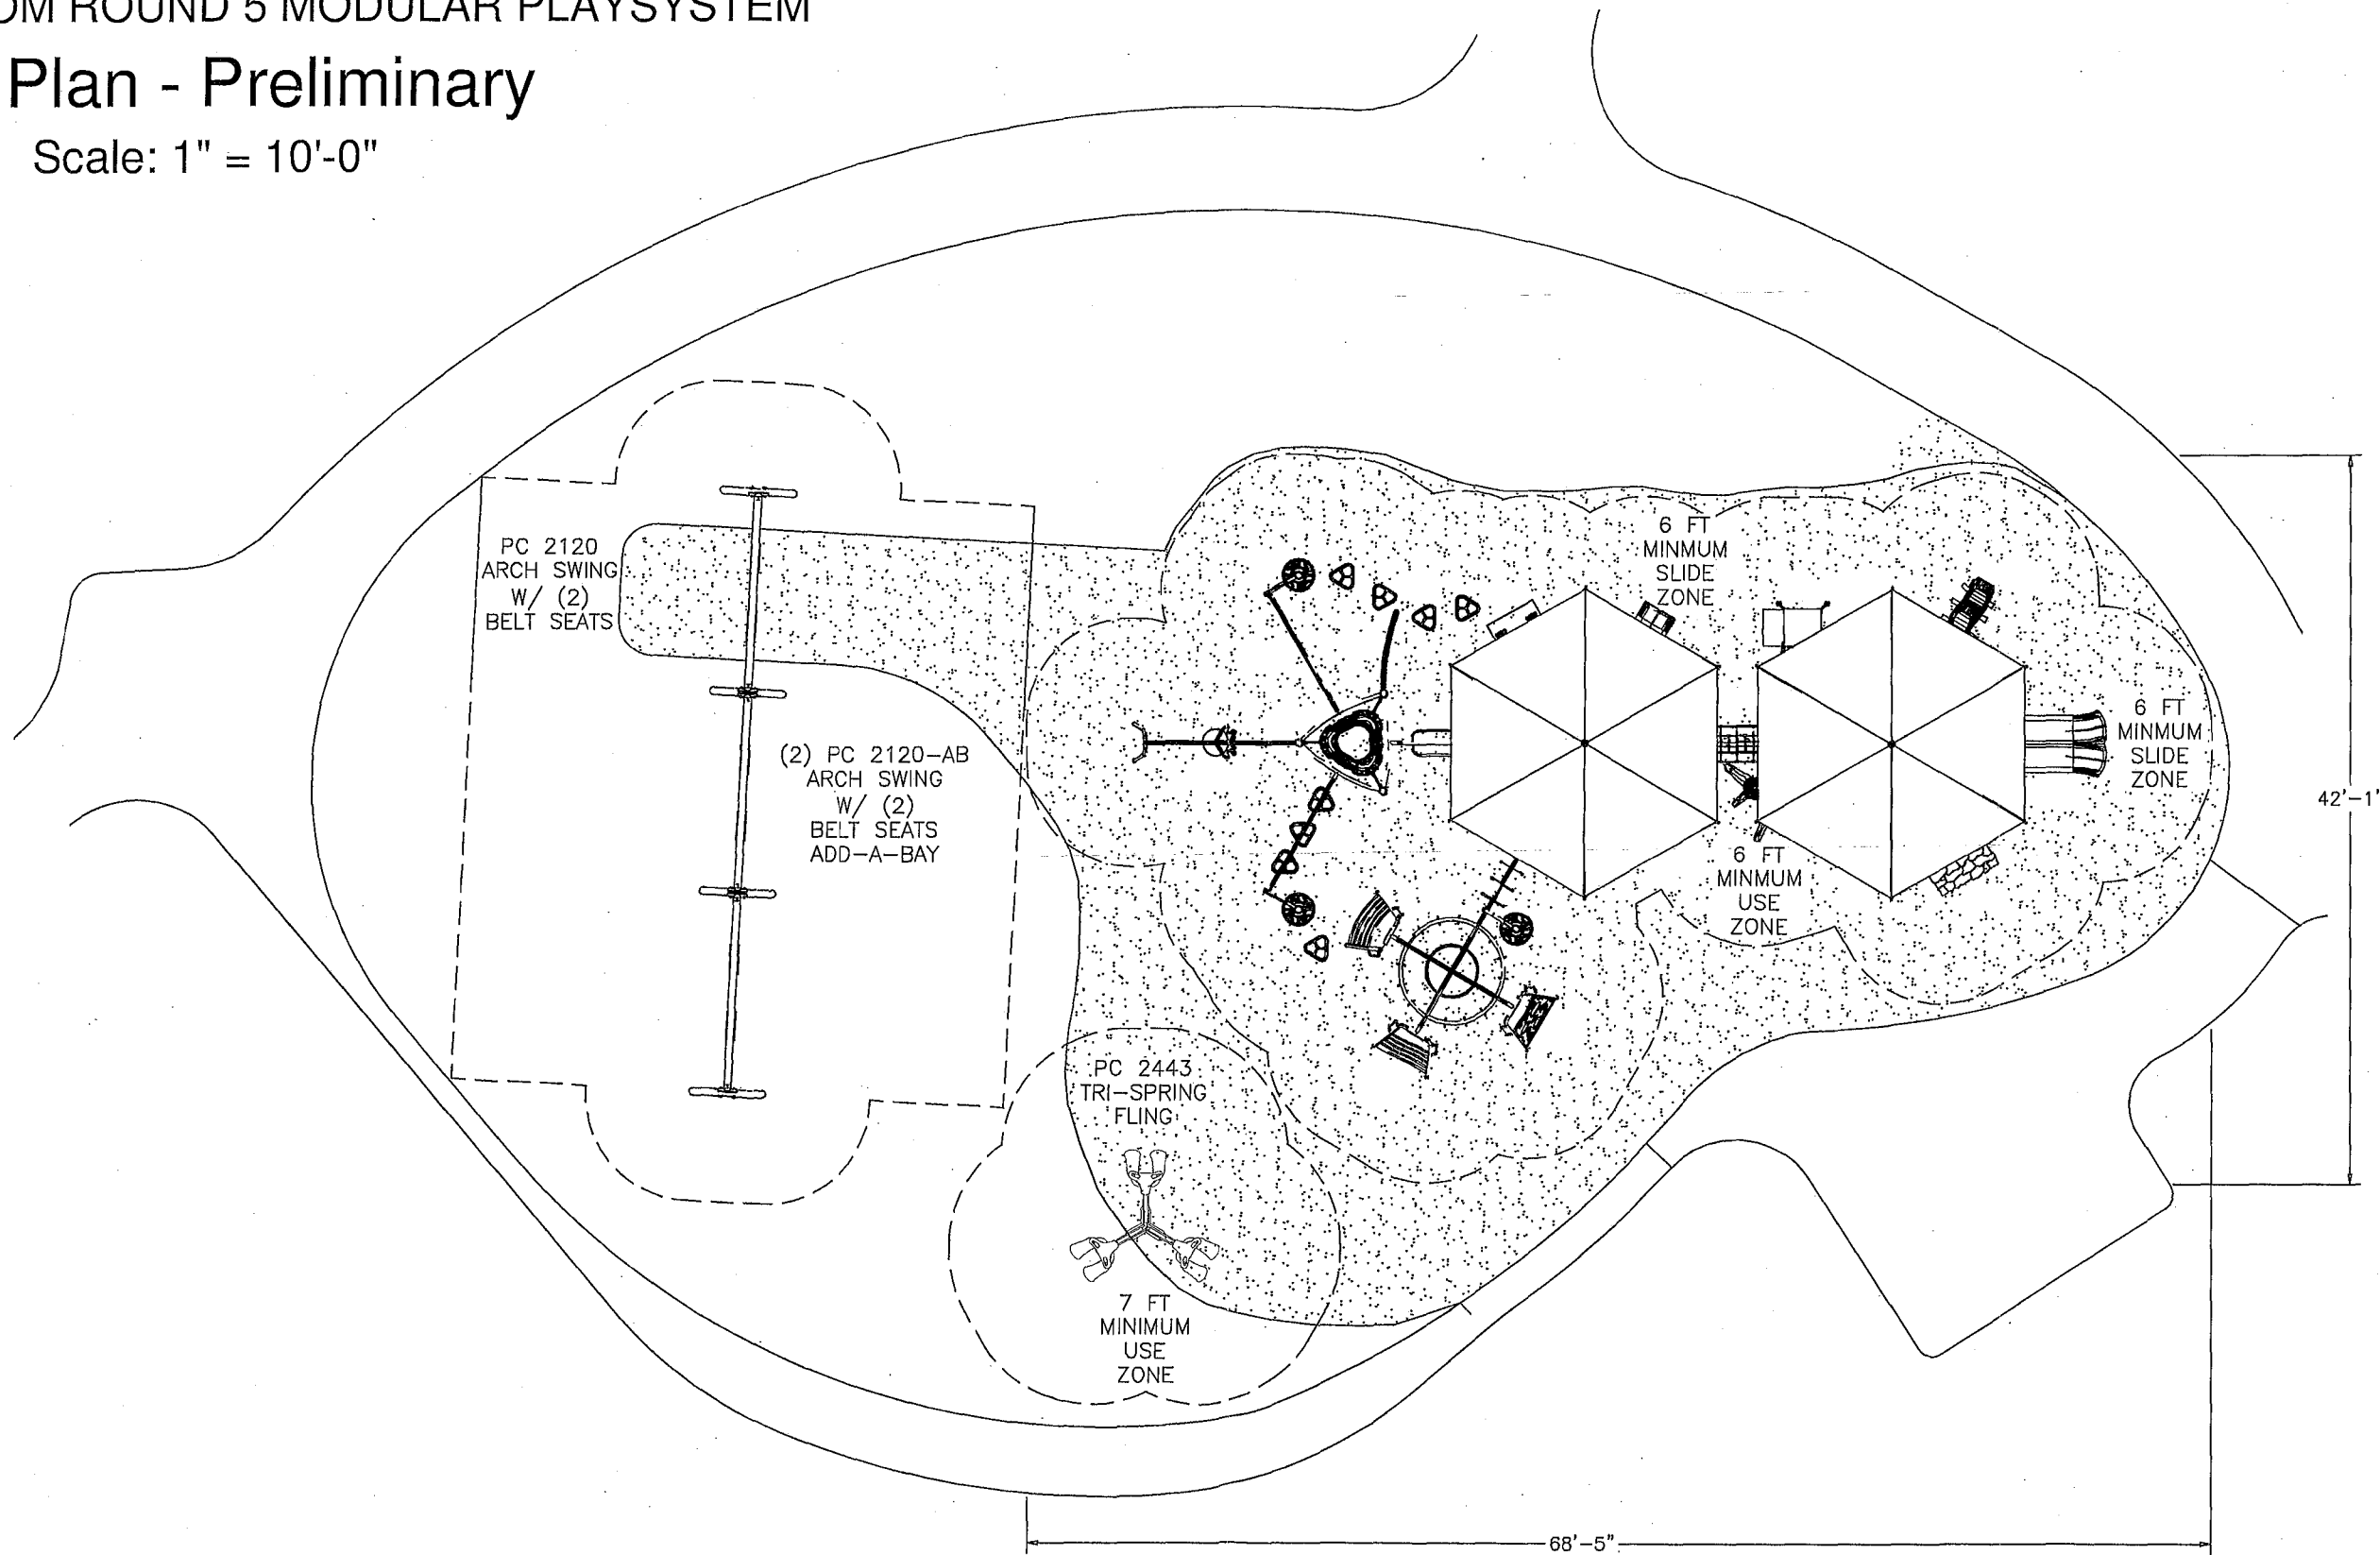 OM ROUND 5 MODULAR PLAYSYSTEM
Plan - Preliminary
Scale: 1" = 10'-0"
PC 2120
ARCH SWING
W/ (2)
BELT SEATS
(2) PC 2120-AB
ARCH SWING
W/ (2)
BELT SEATS
ADD-A-BAY
6 FT
MINMUM
SLIDE
ZONE
6 FT
MINMUM
SLIDE
ZONE
6 FT
MINMUM
USE
ZONE
42'-1"
PC 2443
TRI-SPRING
FLING
7 FT
MINIMUM
USE
ZONE
68'-5"